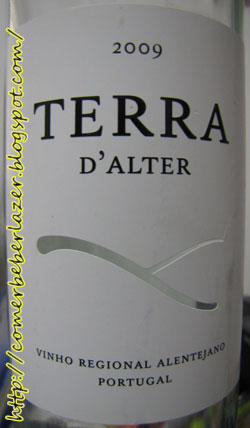 2009
TERRA
D'ALTER
VINHO REGIONAL ALENTEJANO
PORTUGAL
http://comerbeberlazer.blogspot.com/